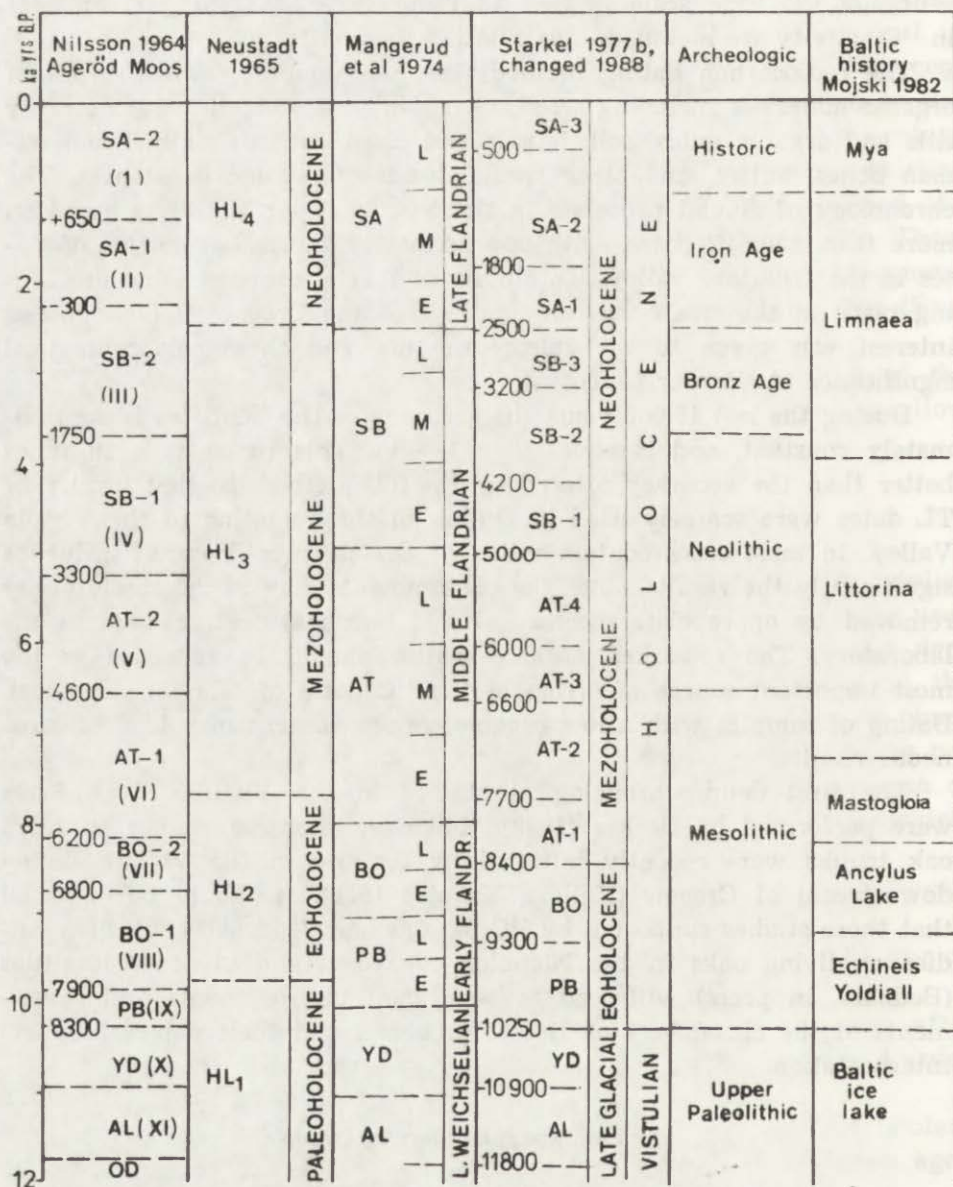 Ka yrs B.P.
Nilsson 1964
Ageröd Moos
Neustadt
1965
Mangerud
et al 1974
Starkel 1977b,
changed 1988
Archeologic
Baltic
history
Mojski 1982
0
2
4
6
8
10
12
SA-2
(I)
+650
SA-1
(II)
-300
SB-2
(III)
1750
SB-1
(IV)
3300
AT-2
(V)
4600
AT-1
(VI)
6200
BO-2
(VII)
6800
BO-1
(VIII)
7900
PB(IX)
8300
YD (X)
AL(XI)
OD
HL4
HL3
HL2
HL1
NEOHOLOCENE
MEZOHOLOCENE
EOHOLOCENE
PALEOHOLOCENE
SA
SB
AT
BO
PB
YD
AL
L
M
E
L
M
E
L
M
E
L
E
L
E
LATE FLANDRIAN
MIDDLE FLANDRIAN
EARLY FLANDR
L. WEICHSELIAN
SA-3
500
SA-2
1800
SA-1
2500
SB-3
3200
SB-2
4200
SB-1
5000
AT-4
6000
AT-3
6600
AT-2
7700
AT-1
8400
BO
9300
PB
10250
YD
10900
AL
11800
NEOHOLOCENE
MEZOHOLOCENE
EOHOLOCENE
LATE GLACIAL
HOLOCENE
VISTULIAN
Historic
Iron Age
Bronz Age
Neolithic
Mesolithic
Upper
Paleolithic
Mya
Limnaea
Littorina
Mastogloia
Ancylus
Lake
Echineis
Yoldia II
Baltic
ice
lake